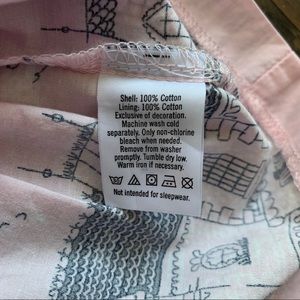 Shell: 100% Cotton
Lining: 100% Cotton
Exclusive of decoration.
Machine wash cold
separately. Only non-chlorine
bleach when needed.
Remove from washer
promptly. Tumble dry low.
Warm iron if necessary.
Not intended for sleepwear.